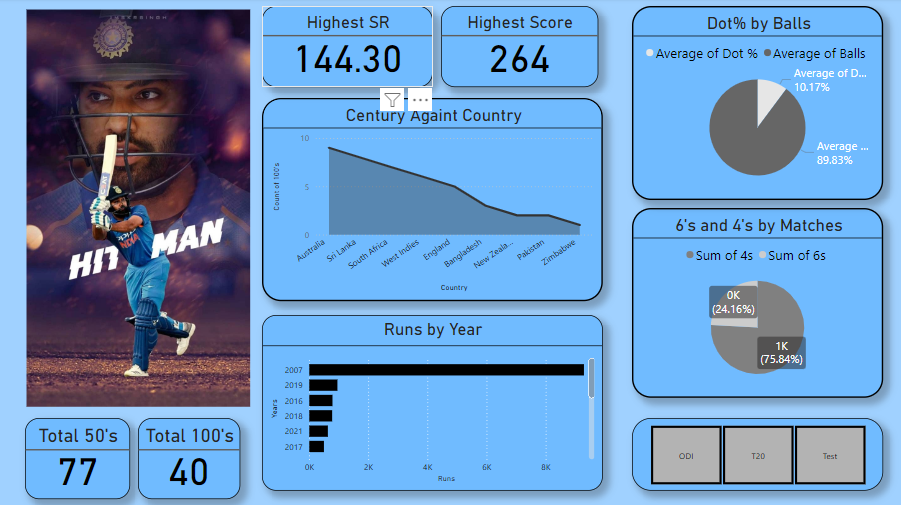 HIT MAN
INDIA
Highest SR
144.30
Highest Score
264
Century Againt Country
Count of 100's
10
5
0
Australia
Sri Lanka
South Africa
West Indies
England
Bangladesh
New Zeala...
Pakistan
Zimbabwe
Country
Runs by Year
Years
2007
2019
2016
2018
2021
2017
0K 2K 4K 6K 8K
Runs
Total 50's
77
Total 100's
40
Dot% by Balls
Average of Dot % Average of Balls
Average of D...
10.17%
Average ...
89.83%
6's and 4's by Matches
Sum of 4s Sum of 6s
0K
(24.16%)
1K
(75.84%)
ODI T20 Test